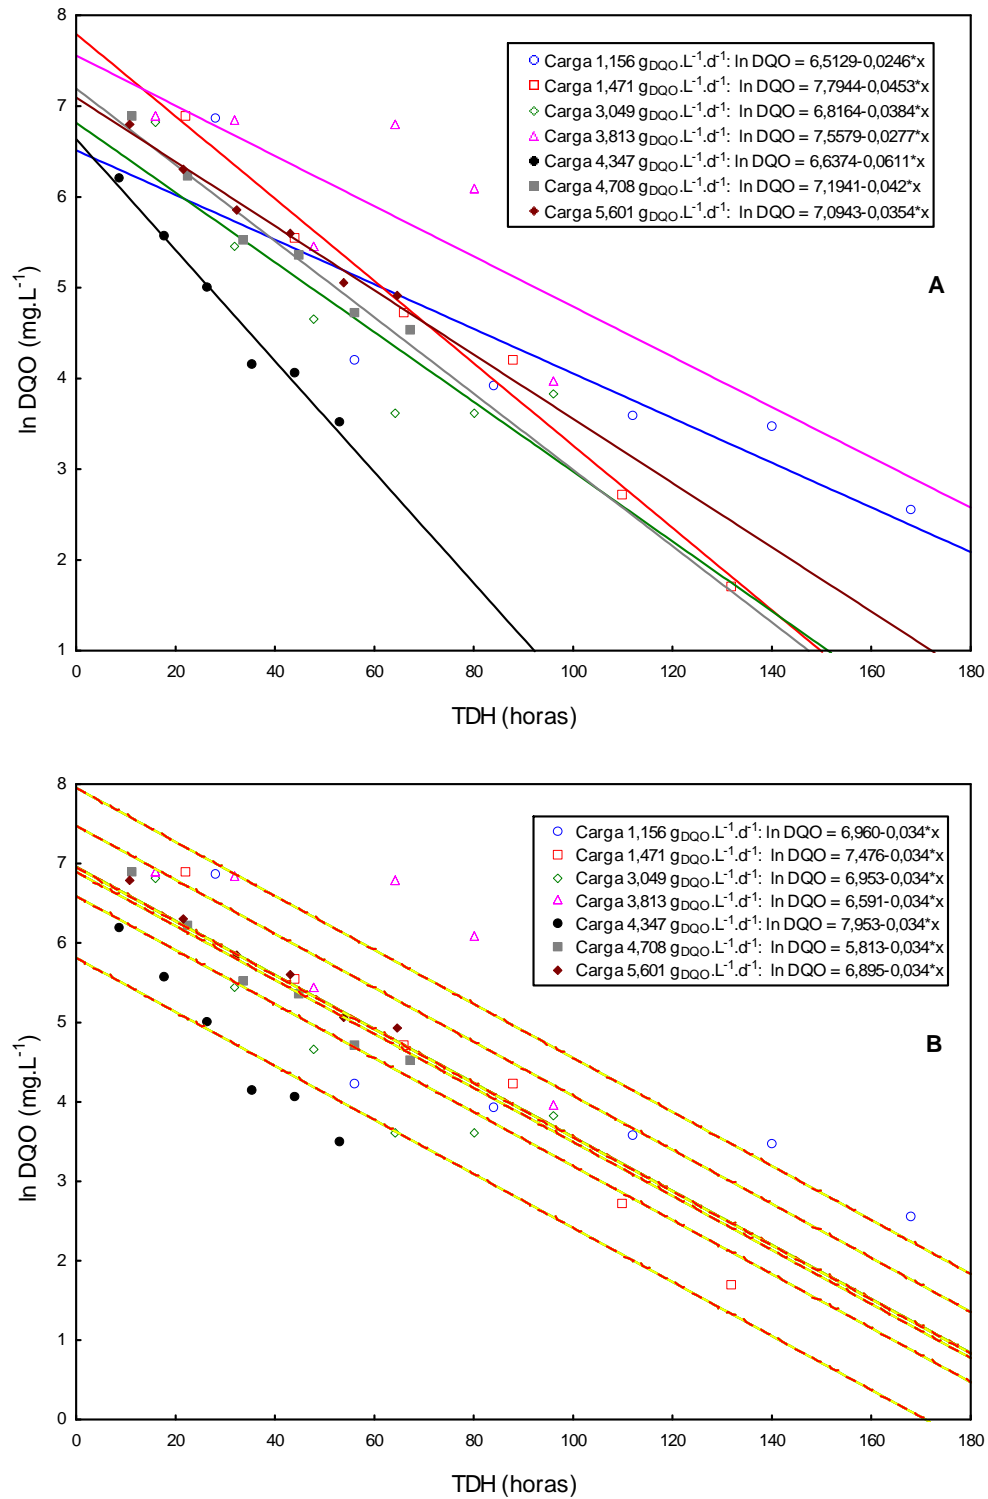 8
7
6
5
4
3
2
1
ln DQO (mg.L⁻¹)
Carga 1,156 gDQO.L⁻¹.d⁻¹: ln DQO = 6,5129-0,0246*x
Carga 1,471 gDQO.L⁻¹.d⁻¹: ln DQO = 7,7944-0,0453*x
Carga 3,049 gDQO.L⁻¹.d⁻¹: ln DQO = 6,8164-0,0384*x
Carga 3,813 gDQO.L⁻¹.d⁻¹: ln DQO = 7,5579-0,0277*x
Carga 4,347 gDQO.L⁻¹.d⁻¹: ln DQO = 6,6374-0,0611*x
Carga 4,708 gDQO.L⁻¹.d⁻¹: ln DQO = 7,1941-0,042*x
Carga 5,601 gDQO.L⁻¹.d⁻¹: ln DQO = 7,0943-0,0354*x
A
0 20 40 60 80 100 120 140 160 180
TDH (horas)
8
7
6
5
4
3
2
1
0
ln DQO (mg.L⁻¹)
Carga 1,156 gDQO.L⁻¹.d⁻¹: ln DQO = 6,960-0,034*x
Carga 1,471 gDQO.L⁻¹.d⁻¹: ln DQO = 7,476-0,034*x
Carga 3,049 gDQO.L⁻¹.d⁻¹: ln DQO = 6,953-0,034*x
Carga 3,813 gDQO.L⁻¹.d⁻¹: ln DQO = 6,591-0,034*x
Carga 4,347 gDQO.L⁻¹.d⁻¹: ln DQO = 7,953-0,034*x
Carga 4,708 gDQO.L⁻¹.d⁻¹: ln DQO = 5,813-0,034*x
Carga 5,601 gDQO.L⁻¹.d⁻¹: ln DQO = 6,895-0,034*x
B
0 20 40 60 80 100 120 140 160 180
TDH (horas)